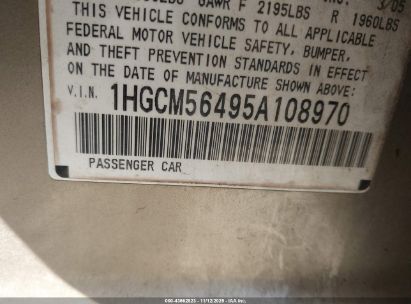 GAWR F 2195LBS R 1960LBS
THIS VEHICLE CONFORMS TO ALL APPLICABLE
FEDERAL MOTOR VEHICLE SAFETY, BUMPER,
AND THEFT PREVENTION STANDARDS IN EFFECT
ON THE DATE OF MANUFACTURE SHOWN ABOVE:
V.I.N. 1HGCM56495A108970
PASSENGER CAR